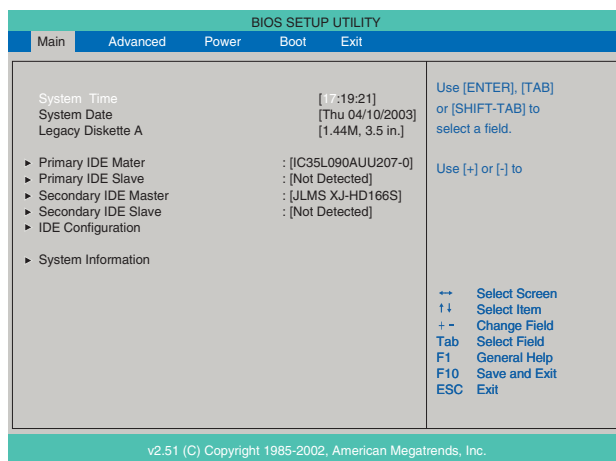 BIOS SETUP UTILITY
Main Advanced Power Boot Exit
System Time [17:19:21]
System Date [Thu 04/10/2003]
Legacy Diskette A [1.44M, 3.5 in.]
▸ Primary IDE Mater : [IC35L090AUU207-0]
▸ Primary IDE Slave : [Not Detected]
▸ Secondary IDE Master : [JLMS XJ-HD166S]
▸ Secondary IDE Slave : [Not Detected]
▸ IDE Configuration
▸ System Information
Use [ENTER], [TAB]
or [SHIFT-TAB] to
select a field.
Use [+] or [-] to
↔ Select Screen
↑↓ Select Item
+ - Change Field
Tab Select Field
F1 General Help
F10 Save and Exit
ESC Exit
v2.51 (C) Copyright 1985-2002, American Megatrends, Inc.